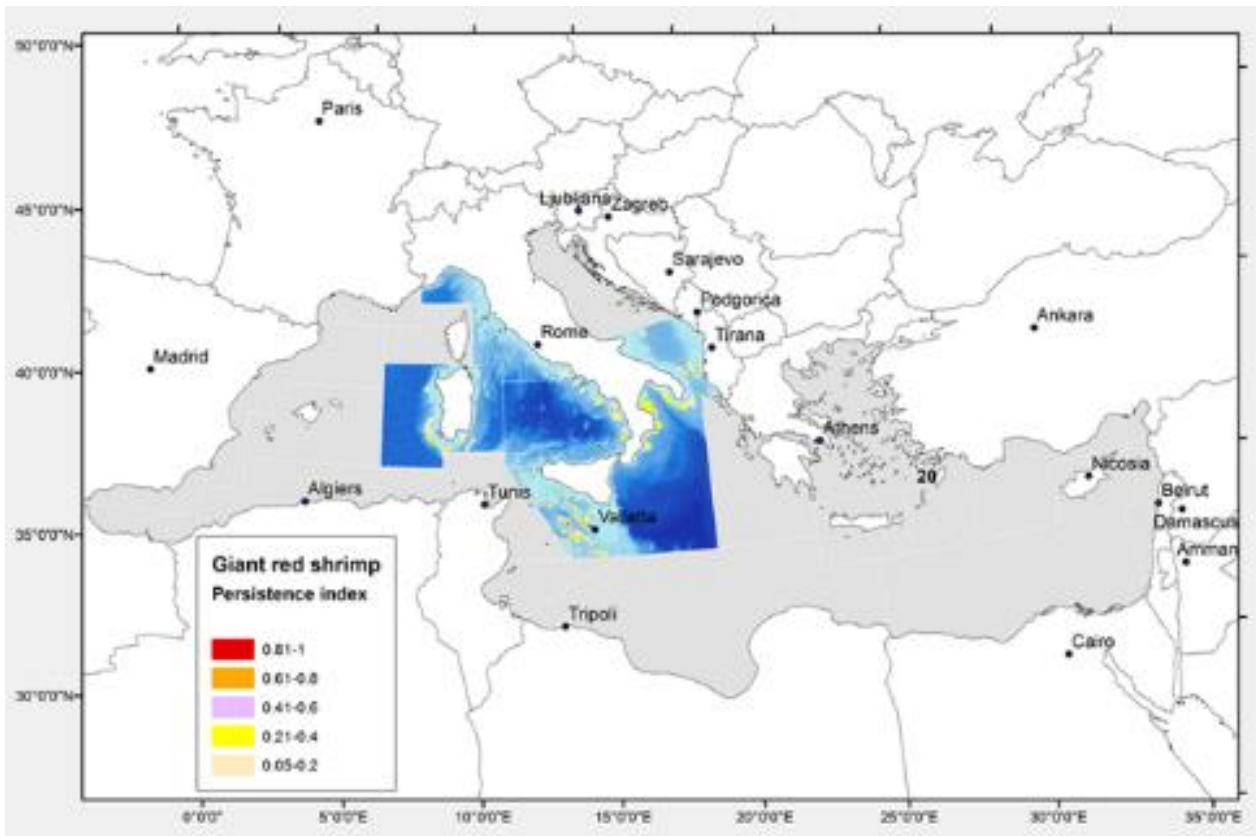 50°0'0"N
45°0'0"N
40°0'0"N
35°0'0"N
30°0'0"N
Paris
Ljubljana
Zagreb
Sarajevo
Podgorica
Tirana
Rome
Madrid
Ankara
Athens
20
Nicosia
Beirut
Damascus
Amman
Algiers
Tunis
Valletta
Tripoli
Cairo
Giant red shrimp
Persistence index
0.81-1
0.61-0.8
0.41-0.6
0.21-0.4
0.05-0.2
0°0'0"
5°0'0"E
10°0'0"E
15°0'0"E
20°0'0"E
25°0'0"E
30°0'0"E
35°0'0"E